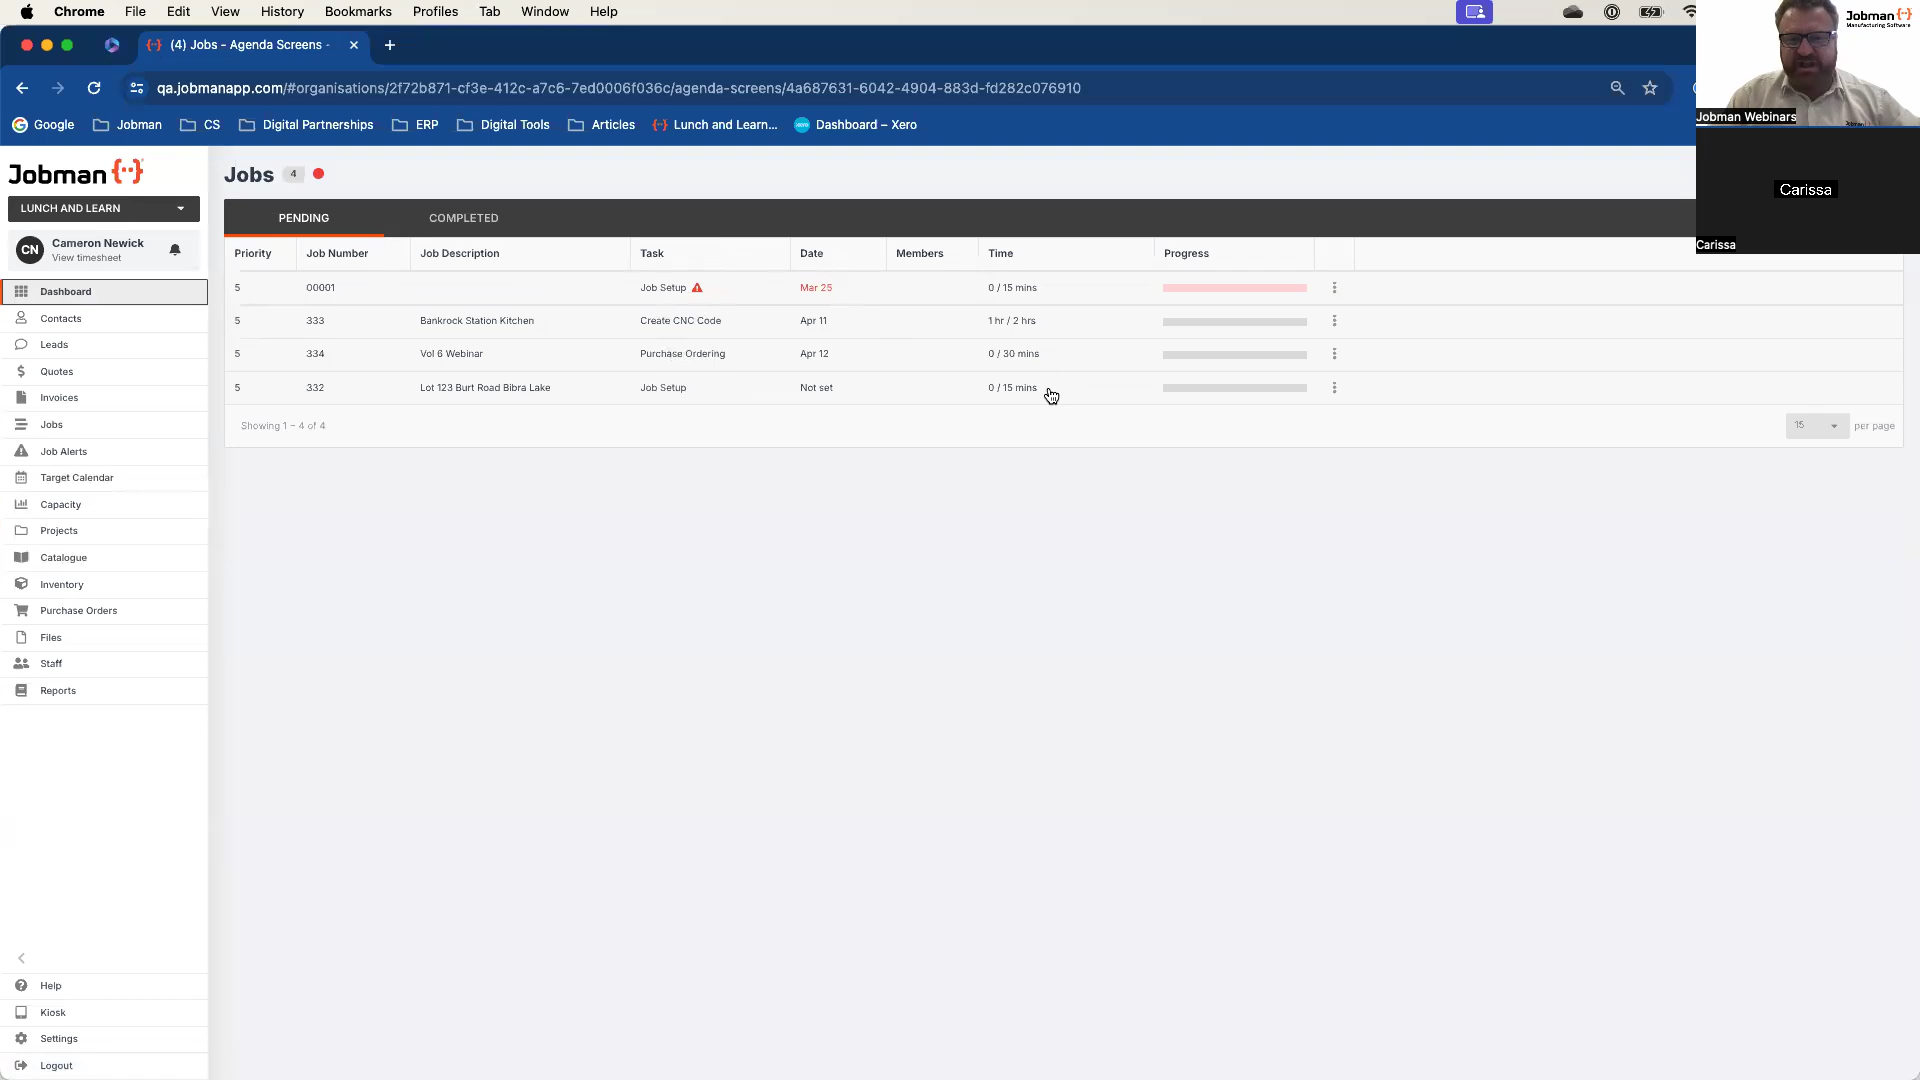 Chrome File Edit View History Bookmarks Profiles Tab Window Help
(4) Jobs - Agenda Screens -
qa.jobmanapp.com/#organisations/2f72b871-cf3e-412c-a7c6-7ed0006f036c/agenda-screens/4a687631-6042-4904-883d-fd282c076910
Google Jobman CS Digital Partnerships ERP Digital Tools Articles Lunch and Learn... Dashboard – Xero
Jobman
Manufacturing Software
Jobman Webinars
Carissa
Carissa
Jobman
LUNCH AND LEARN
CN
Cameron Newick
View timesheet
Dashboard
Contacts
Leads
Quotes
Invoices
Jobs
Job Alerts
Target Calendar
Capacity
Projects
Catalogue
Inventory
Purchase Orders
Files
Staff
Reports
Help
Kiosk
Settings
Logout
Jobs 4
PENDING COMPLETED
Priority Job Number Job Description Task Date Members Time Progress
5 00001 Job Setup Mar 25 0 / 15 mins
5 333 Bankrock Station Kitchen Create CNC Code Apr 11 1 hr / 2 hrs
5 334 Vol 6 Webinar Purchase Ordering Apr 12 0 / 30 mins
5 332 Lot 123 Burt Road Bibra Lake Job Setup Not set 0 / 15 mins
Showing 1 – 4 of 4
15 per page